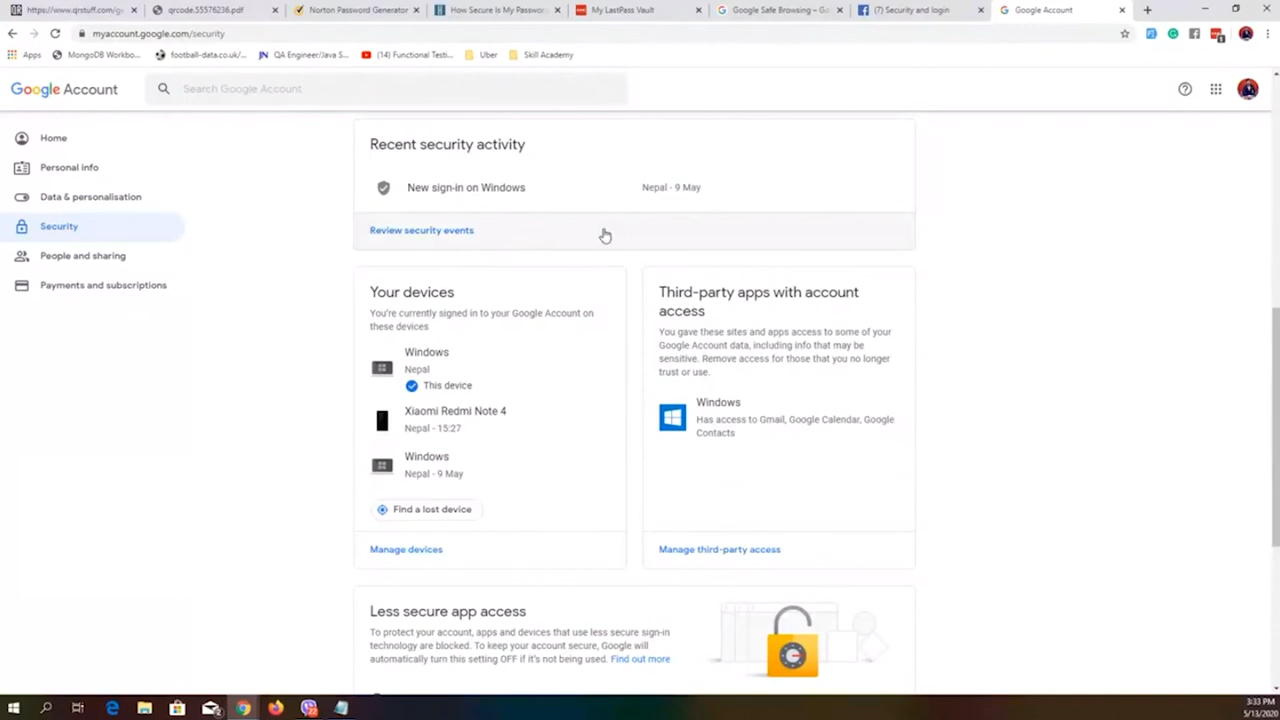 https://www.qrstuff.com/g
qrcode.55576236.pdf
Norton Password Generator
How Secure Is My Passwor
My LastPass Vault
Google Safe Browsing – G
(7) Security and login
Google Account
myaccount.google.com/security
Apps
MongoDB Workbo...
football-data.co.uk/...
QA Engineer/Java S...
(14) Functional Testi...
Uber
Skill Academy
Google Account
Search Google Account
Home
Personal info
Data & personalisation
Security
People and sharing
Payments and subscriptions
Recent security activity
New sign-in on Windows
Nepal - 9 May
Review security events
Your devices
You're currently signed in to your Google Account on
these devices
Windows
Nepal
This device
Xiaomi Redmi Note 4
Nepal - 15:27
Windows
Nepal - 9 May
Find a lost device
Manage devices
Third-party apps with account
access
You gave these sites and apps access to some of your
Google Account data, including info that may be
sensitive. Remove access for those that you no longer
trust or use.
Windows
Has access to Gmail, Google Calendar, Google
Contacts
Manage third-party access
Less secure app access
To protect your account, apps and devices that use less secure sign-in
technology are blocked. To keep your account secure, Google will
automatically turn this setting OFF if it's not being used. Find out more
3:33 PM
5/13/2020